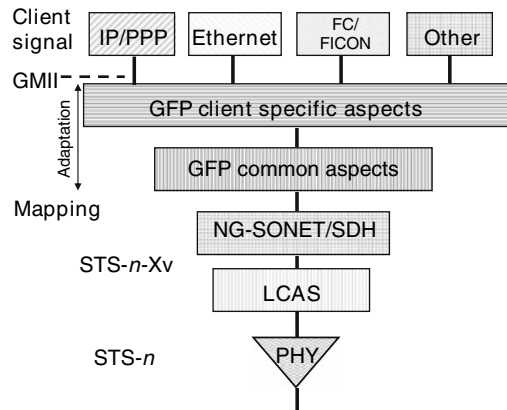 Client
signal
IP/PPP
Ethernet
FC/
FICON
Other
GMII
GFP client specific aspects
Adaptation
GFP common aspects
Mapping
NG-SONET/SDH
STS-n-Xv
LCAS
STS-n
PHY